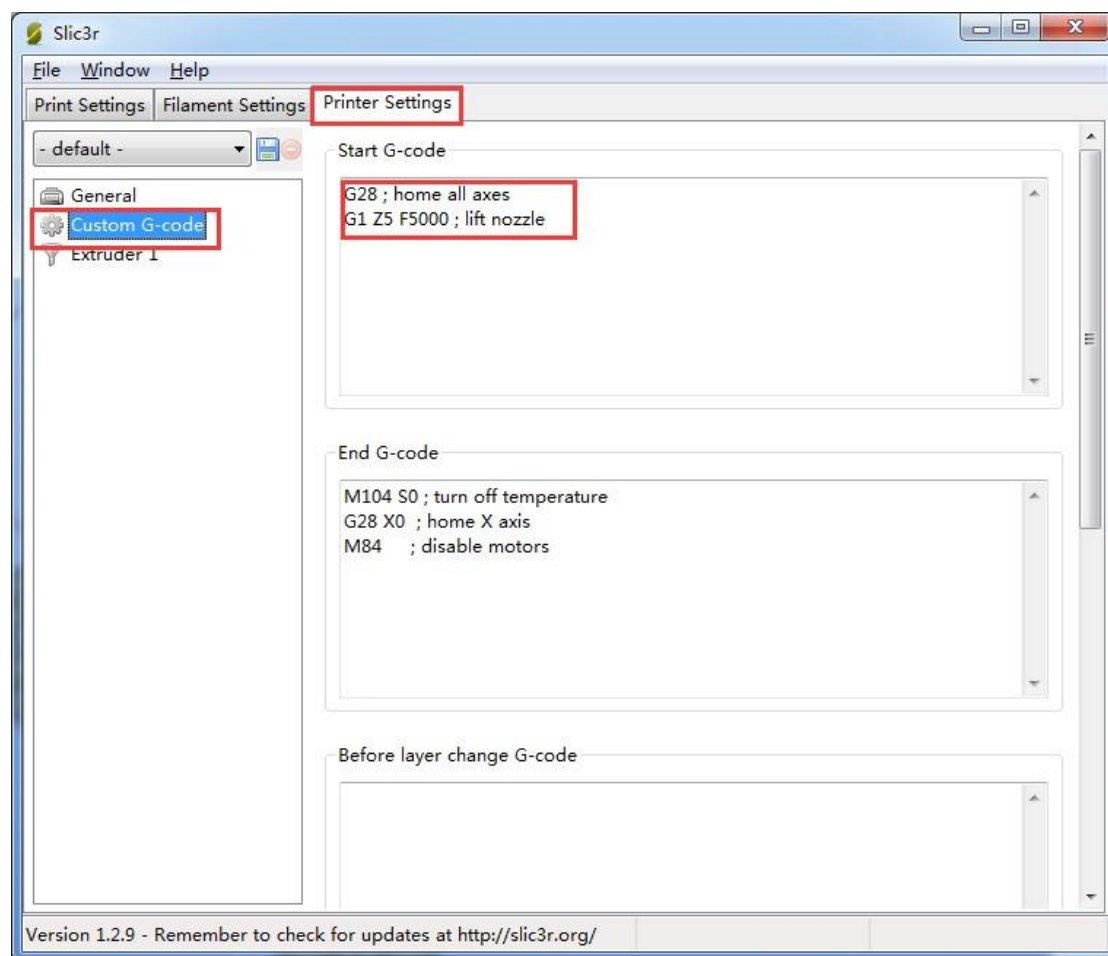 Slic3r
File Window Help
Print Settings Filament Settings Printer Settings
- default -
General
Custom G-code
Extruder 1
Start G-code
G28 ; home all axes
G1 Z5 F5000 ; lift nozzle
End G-code
M104 S0 ; turn off temperature
G28 X0  ; home X axis
M84     ; disable motors
Before layer change G-code
Version 1.2.9 - Remember to check for updates at http://slic3r.org/